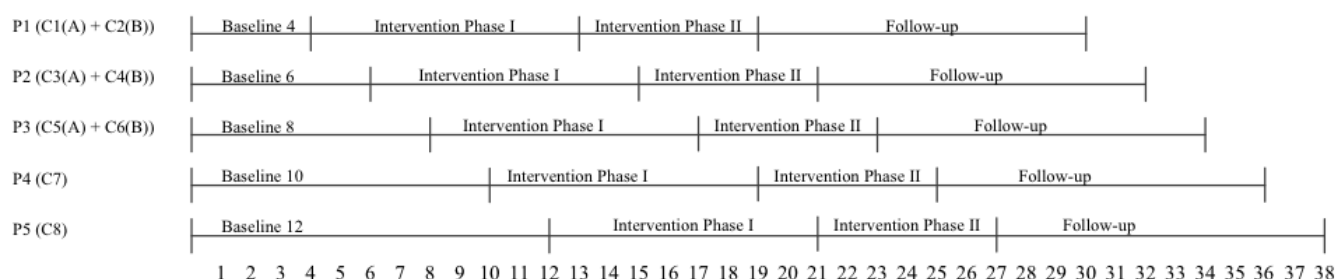 P1 (C1(A) + C2(B)) Baseline 4 Intervention Phase I Intervention Phase II Follow-up
P2 (C3(A) + C4(B)) Baseline 6 Intervention Phase I Intervention Phase II Follow-up
P3 (C5(A) + C6(B)) Baseline 8 Intervention Phase I Intervention Phase II Follow-up
P4 (C7) Baseline 10 Intervention Phase I Intervention Phase II Follow-up
P5 (C8) Baseline 12 Intervention Phase I Intervention Phase II Follow-up
1 2 3 4 5 6 7 8 9 10 11 12 13 14 15 16 17 18 19 20 21 22 23 24 25 26 27 28 29 30 31 32 33 34 35 36 37 38